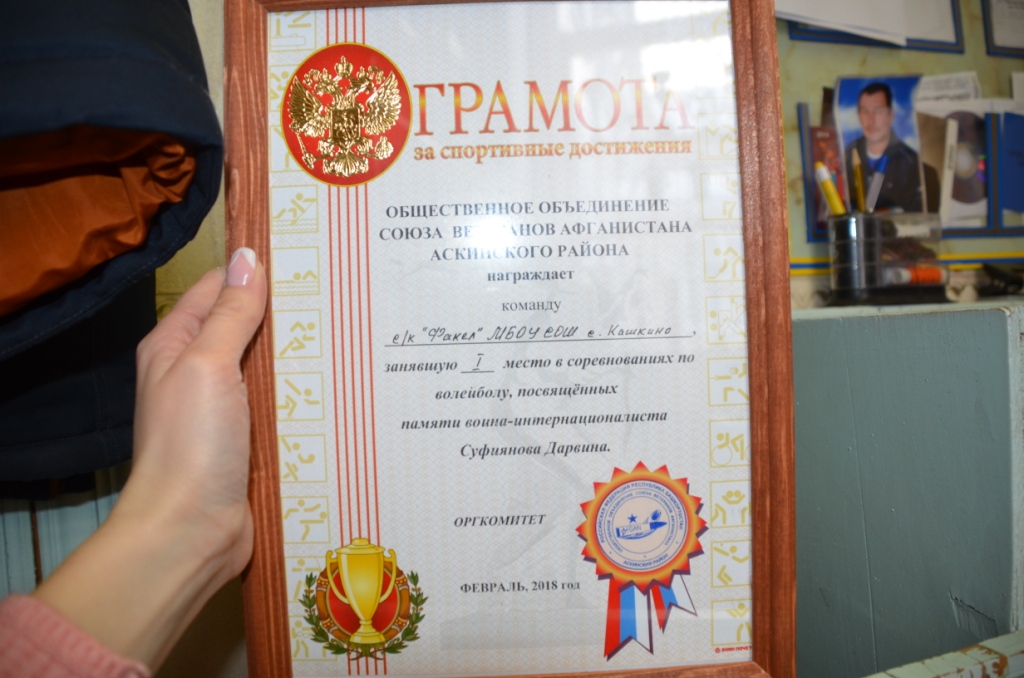 ГРАМОТА
за спортивные достижения
ОБЩЕСТВЕННОЕ ОБЪЕДИНЕНИЕ
СОЮЗА ВЕТЕРАНОВ АФГАНИСТАНА
АСКИНСКОГО РАЙОНА
награждает
команду
с/к "Факел" МБОУ СОШ с. Кашкино,
занявшую I место в соревнованиях по
волейболу, посвящённых
памяти воина-интернационалиста
Суфиянова Дарвина.
ОРГКОМИТЕТ
ФЕВРАЛЬ, 2018 год